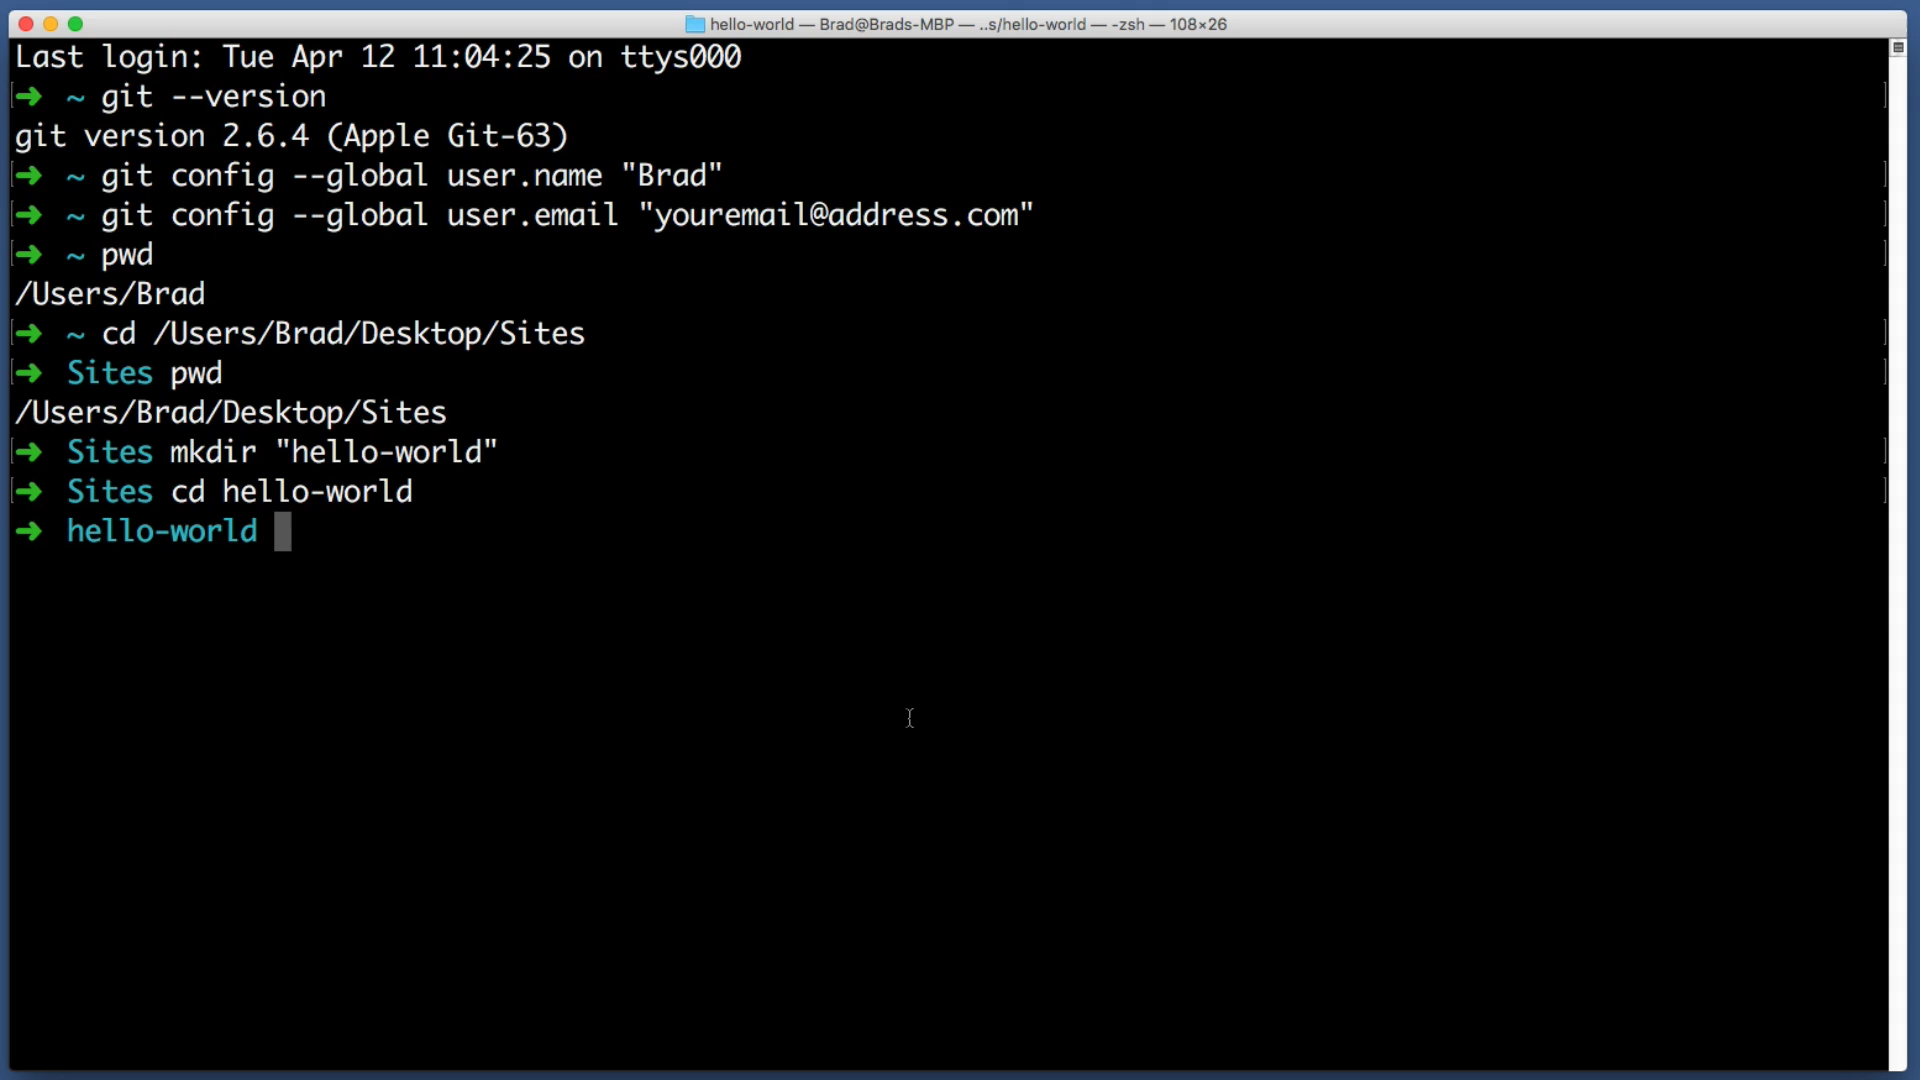 hello-world — Brad@Brads-MBP — ..s/hello-world — -zsh — 108×26
Last login: Tue Apr 12 11:04:25 on ttys000
➜ ~ git --version
git version 2.6.4 (Apple Git-63)
➜ ~ git config --global user.name "Brad"
➜ ~ git config --global user.email "youremail@address.com"
➜ ~ pwd
/Users/Brad
➜ ~ cd /Users/Brad/Desktop/Sites
➜ Sites pwd
/Users/Brad/Desktop/Sites
➜ Sites mkdir "hello-world"
➜ Sites cd hello-world
➜ hello-world